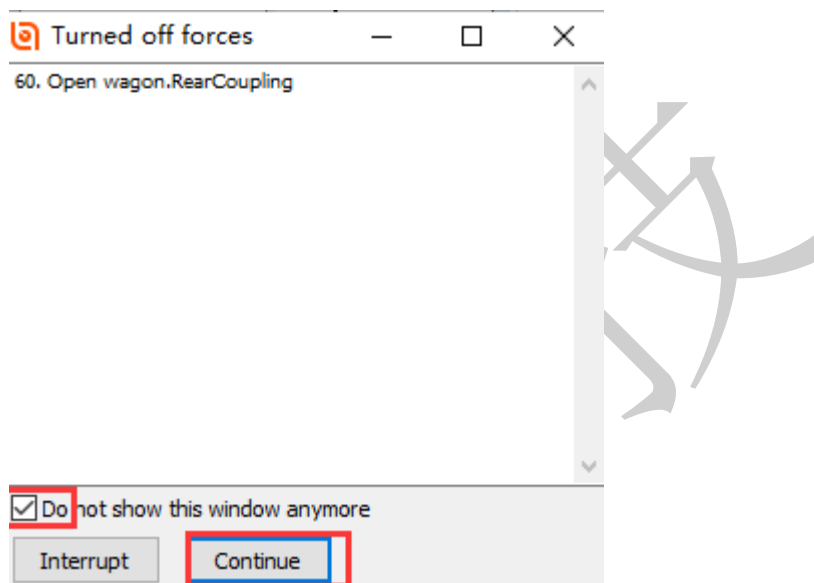 Turned off forces
60. Open wagon.RearCoupling
Do not show this window anymore
Interrupt
Continue